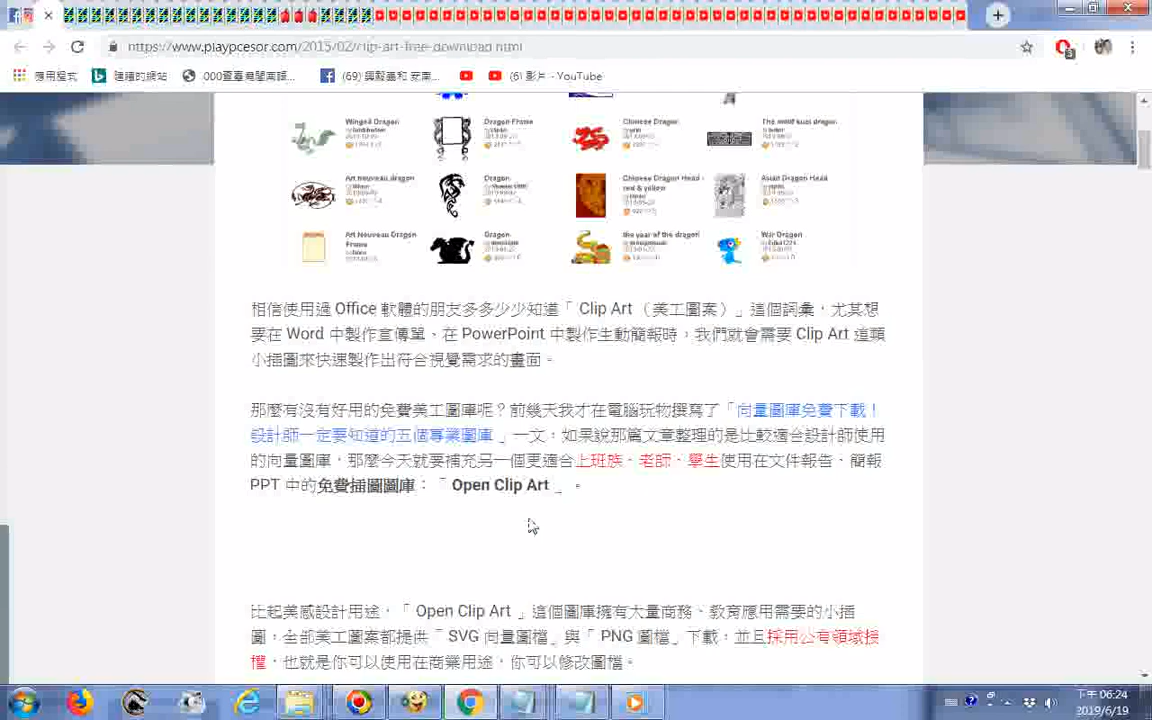 https://www.playpcesor.com/2015/02/clip-art-free-download.html
應用程式
建磪的網站
(69)
(6) 影片 - YouTube
Winged Dragon
Dragon Frame
Chinese Dragon
Art nouveau dragon
Dragon
Chinese Dragon Head - red & yellow
Asian Dragon Head
Art Nouveau Dragon Frame
Dragon
the year of the dragon
War Dragon
相信使用過 Office 軟體的朋友多多少少知道「 Clip Art （美工圖案）」這個詞彙，尤其想
要在 Word 中製作宣傳單、在 PowerPoint 中製作生動簡報時，我們就會需要 Clip Art 這類
小插圖來快速製作出符合視覺需求的畫面。
那麼有沒有好用的免費美工圖庫呢？前幾天我才在電腦玩物撰寫了「向量圖庫免費下載！
設計師一定要知道的五個專業圖庫 」一文，如果說那篇文章整理的是比較適合設計師使用
的向量圖庫，那麼今天就要補充另一個更適合上班族、老師、學生使用在文件報告、簡報
PPT 中的免費插圖圖庫：「 Open Clip Art 」。
比起美感設計用途，「 Open Clip Art 」這個圖庫擁有大量商務、教育應用需要的小插
圖，全部美工圖案都提供「 SVG 向量圖檔」與「 PNG 圖檔」下載，並且採用公有領域授
權，也就是你可以使用在商業用途，你可以修改圖檔。
下午 06:24
2019/6/19